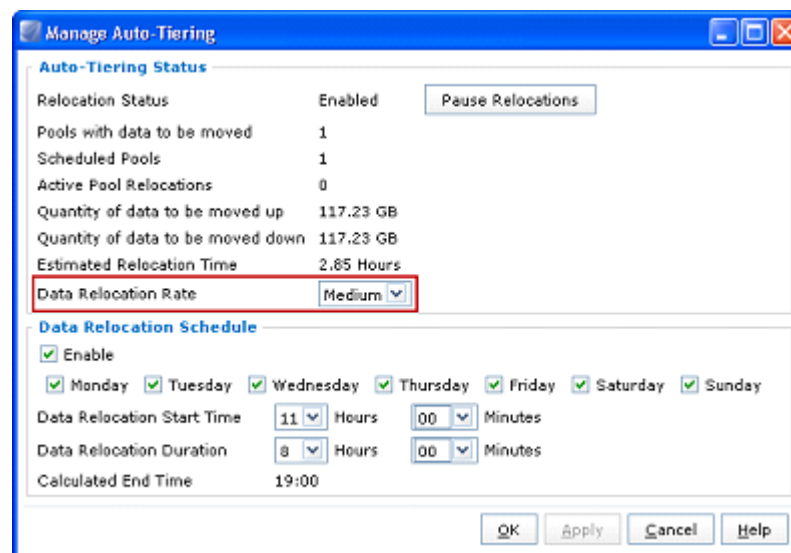 Manage Auto-Tiering
Auto-Tiering Status
Relocation Status Enabled Pause Relocations
Pools with data to be moved 1
Scheduled Pools 1
Active Pool Relocations 0
Quantity of data to be moved up 117.23 GB
Quantity of data to be moved down 117.23 GB
Estimated Relocation Time 2.85 Hours
Data Relocation Rate Medium
Data Relocation Schedule
Enable
Monday Tuesday Wednesday Thursday Friday Saturday Sunday
Data Relocation Start Time 11 Hours 00 Minutes
Data Relocation Duration 8 Hours 00 Minutes
Calculated End Time 19:00
OK Apply Cancel Help